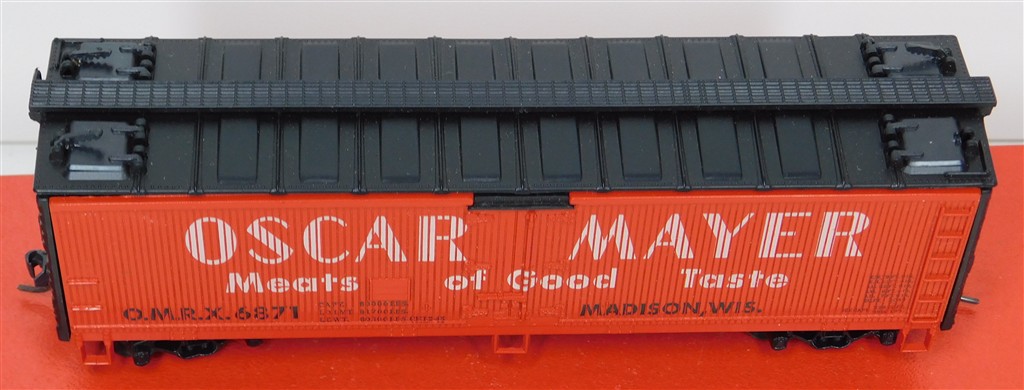 OSCAR MAYER
Meats of Good Taste
O.M.R.X. 6871
MADISON, WIS.